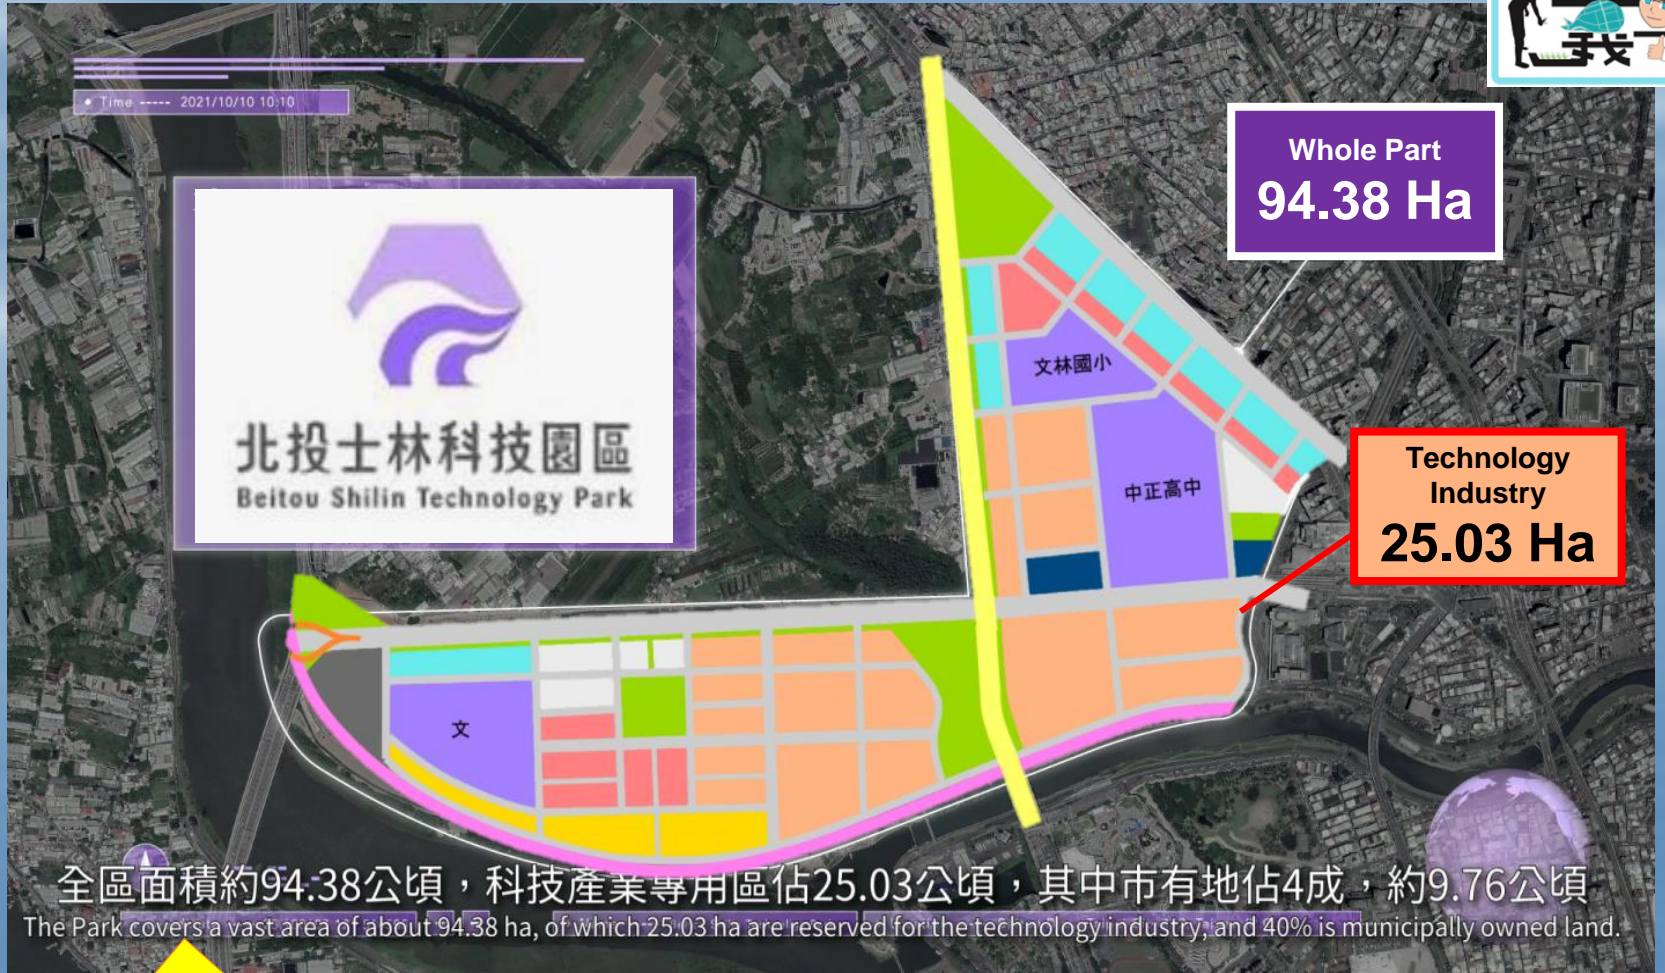 • Time ----- 2021/10/10 10:10
我
Whole Part
94.38 Ha
北投士林科技園區
Beitou Shilin Technology Park
文林國小
中正高中
Technology
Industry
25.03 Ha
文
全區面積約94.38公頃，科技產業專用區佔25.03公頃，其中市有地佔4成，約9.76公頃
The Park covers a vast area of about 94.38 ha, of which 25.03 ha are reserved for the technology industry, and 40% is municipally owned land.